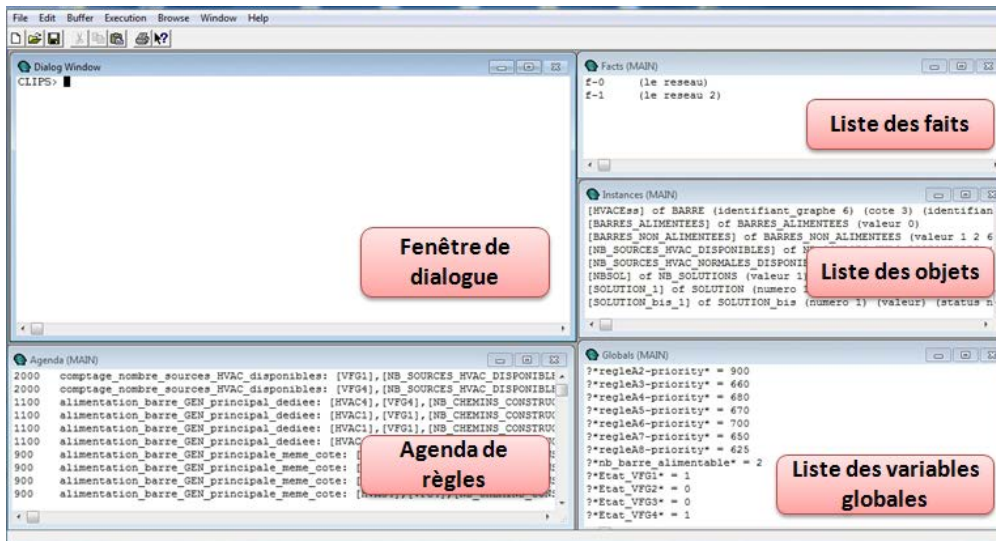 File Edit Buffer Execution Browse Window Help
Dialog Window
CLIPS>
Fenêtre de
dialogue
Facts (MAIN)
f-0 (le reseau)
f-1 (le reseau 2)
Liste des faits
Instances (MAIN)
[HVACEss] of BARRE (identifiant_graphe 6) (cote 3) (identifian
[BARRES_ALIMENTEES] of BARRES_ALIMENTEES (valeur 0)
[BARRES_NON_ALIMENTEES] of BARRES_NON_ALIMENTEES (valeur 1 2 6
[NB_SOURCES_HVAC_DISPONIBLES] of
[NB_SOURCES_HVAC_NORMALES_DISPONI
[NBSOL] of NB_SOLUTIONS (valeur 1)
[SOLUTION_1] of SOLUTION (numero 1
[SOLUTION_bis_1] of SOLUTION_bis (numero 1) (valeur) (status n
Liste des objets
Agenda (MAIN)
2000 comptage_nombre_sources_HVAC_disponibles: [VFG1],[NB_SOURCES_HVAC_DISPONIBLE
2000 comptage_nombre_sources_HVAC_disponibles: [VFG4],[NB_SOURCES_HVAC_DISPONIBLE
1100 alimentation_barre_GEN_principal_dediee: [HVAC4],[VFG4],[NB_CHEMINS_CONSTRUC
1100 alimentation_barre_GEN_principal_dediee: [HVAC1],[VFG1],[NB_CHEMINS_CONSTRUC
1100 alimentation_barre_GEN_principal_dediee: [HVAC1],[VFG1],[NB_CHEMINS_CONSTRUC
1100 alimentation_barre_GEN_principal_dediee: [HVAC
900 alimentation_barre_GEN_principale_meme_cote: [
900 alimentation_barre_GEN_principale_meme_cote: [
900 alimentation_barre_GEN_principale_meme_cote: [
900 alimentation_barre_GEN_principale_meme_cote:
Agenda de
règles
Globals (MAIN)
?*regleA2-priority* = 900
?*regleA3-priority* = 660
?*regleA4-priority* = 680
?*regleA5-priority* = 670
?*regleA6-priority* = 700
?*regleA7-priority* = 650
?*regleA8-priority* = 625
?*nb_barre_alimentable* = 2
?*Etat_VFG1* = 1
?*Etat_VFG2* = 0
?*Etat_VFG3* = 0
?*Etat_VFG4* = 1
Liste des variables
globales